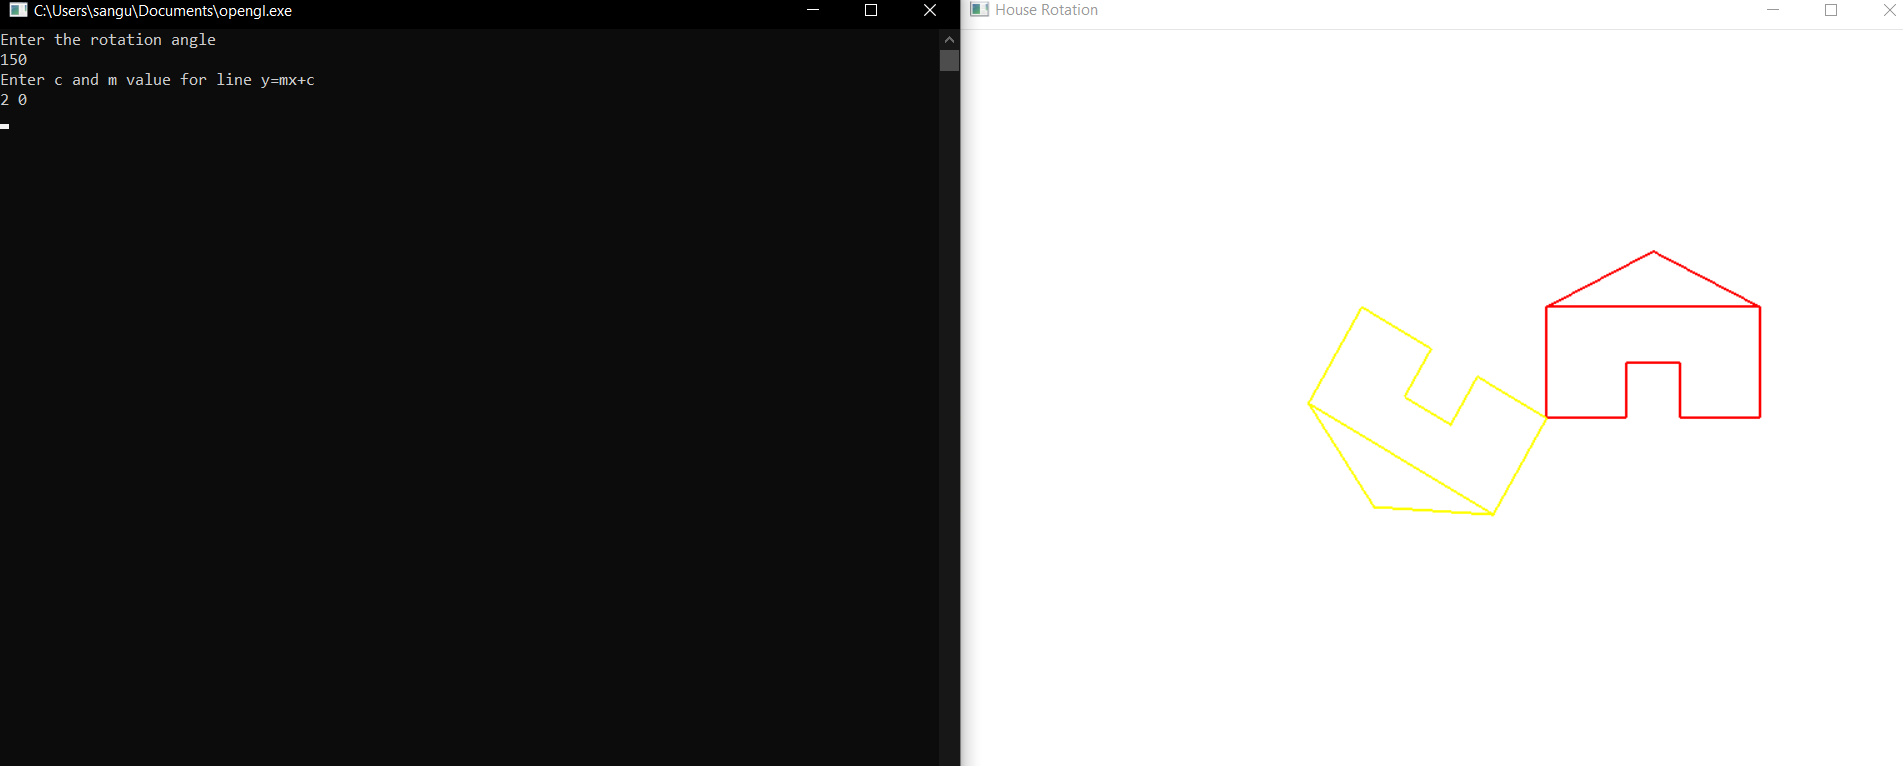 C:\Users\sangu\Documents\opengl.exe
Enter the rotation angle
150
Enter c and m value for line y=mx+c
2 0
House Rotation